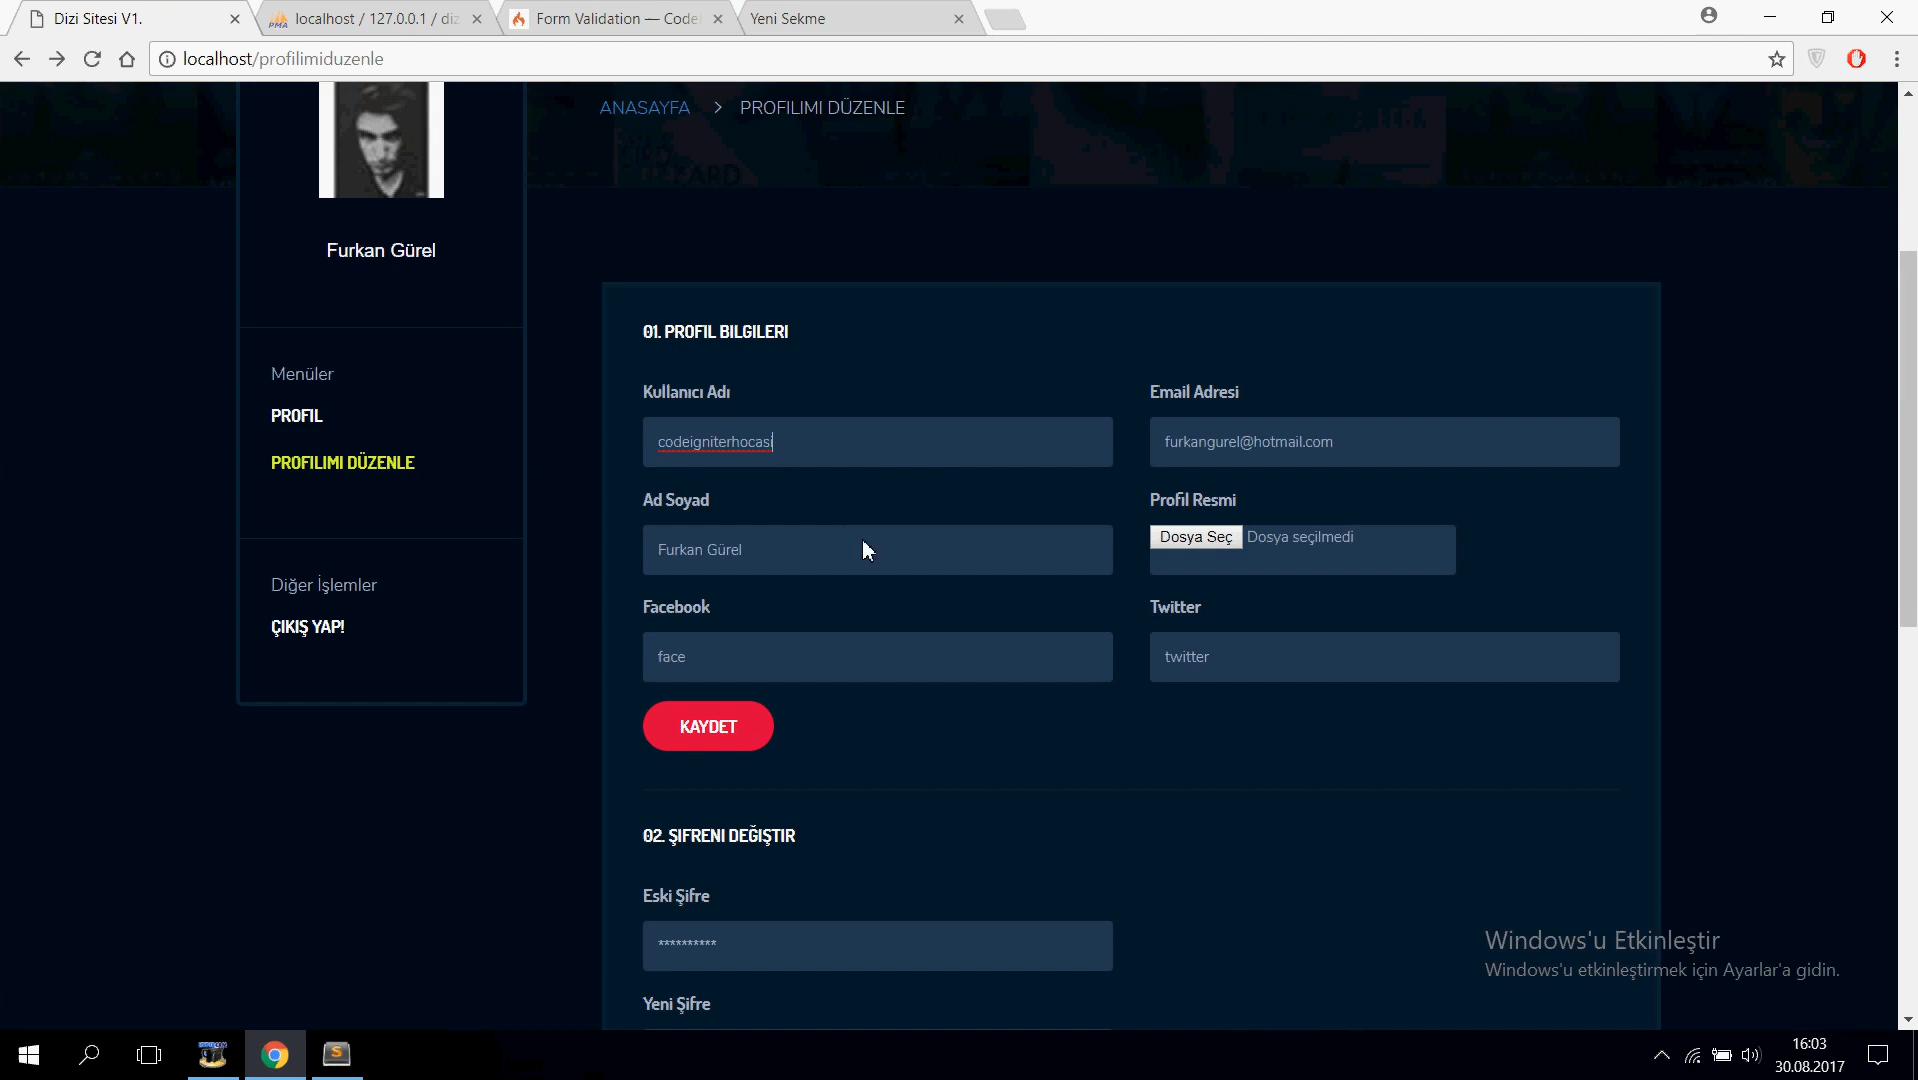 Dizi Sitesi V1.
PMA localhost / 127.0.0.1 / diz
Form Validation — CodeI
Yeni Sekme
localhost/profilimiduzenle
ANASAYFA > PROFILIMI DÜZENLE
Furkan Gürel
Menüler
PROFIL
PROFILIMI DÜZENLE
Diğer İşlemler
ÇIKIŞ YAP!
01. PROFIL BILGILERI
Kullanıcı Adı
codeigniterhocasi
Email Adresi
furkangurel@hotmail.com
Ad Soyad
Furkan Gürel
Profil Resmi
Dosya Seç Dosya seçilmedi
Facebook
face
Twitter
twitter
KAYDET
02. ŞIFRENI DEĞIŞTIR
Eski Şifre
**********
Yeni Şifre
Windows'u Etkinleştir
Windows'u etkinleştirmek için Ayarlar'a gidin.
16:03
30.08.2017